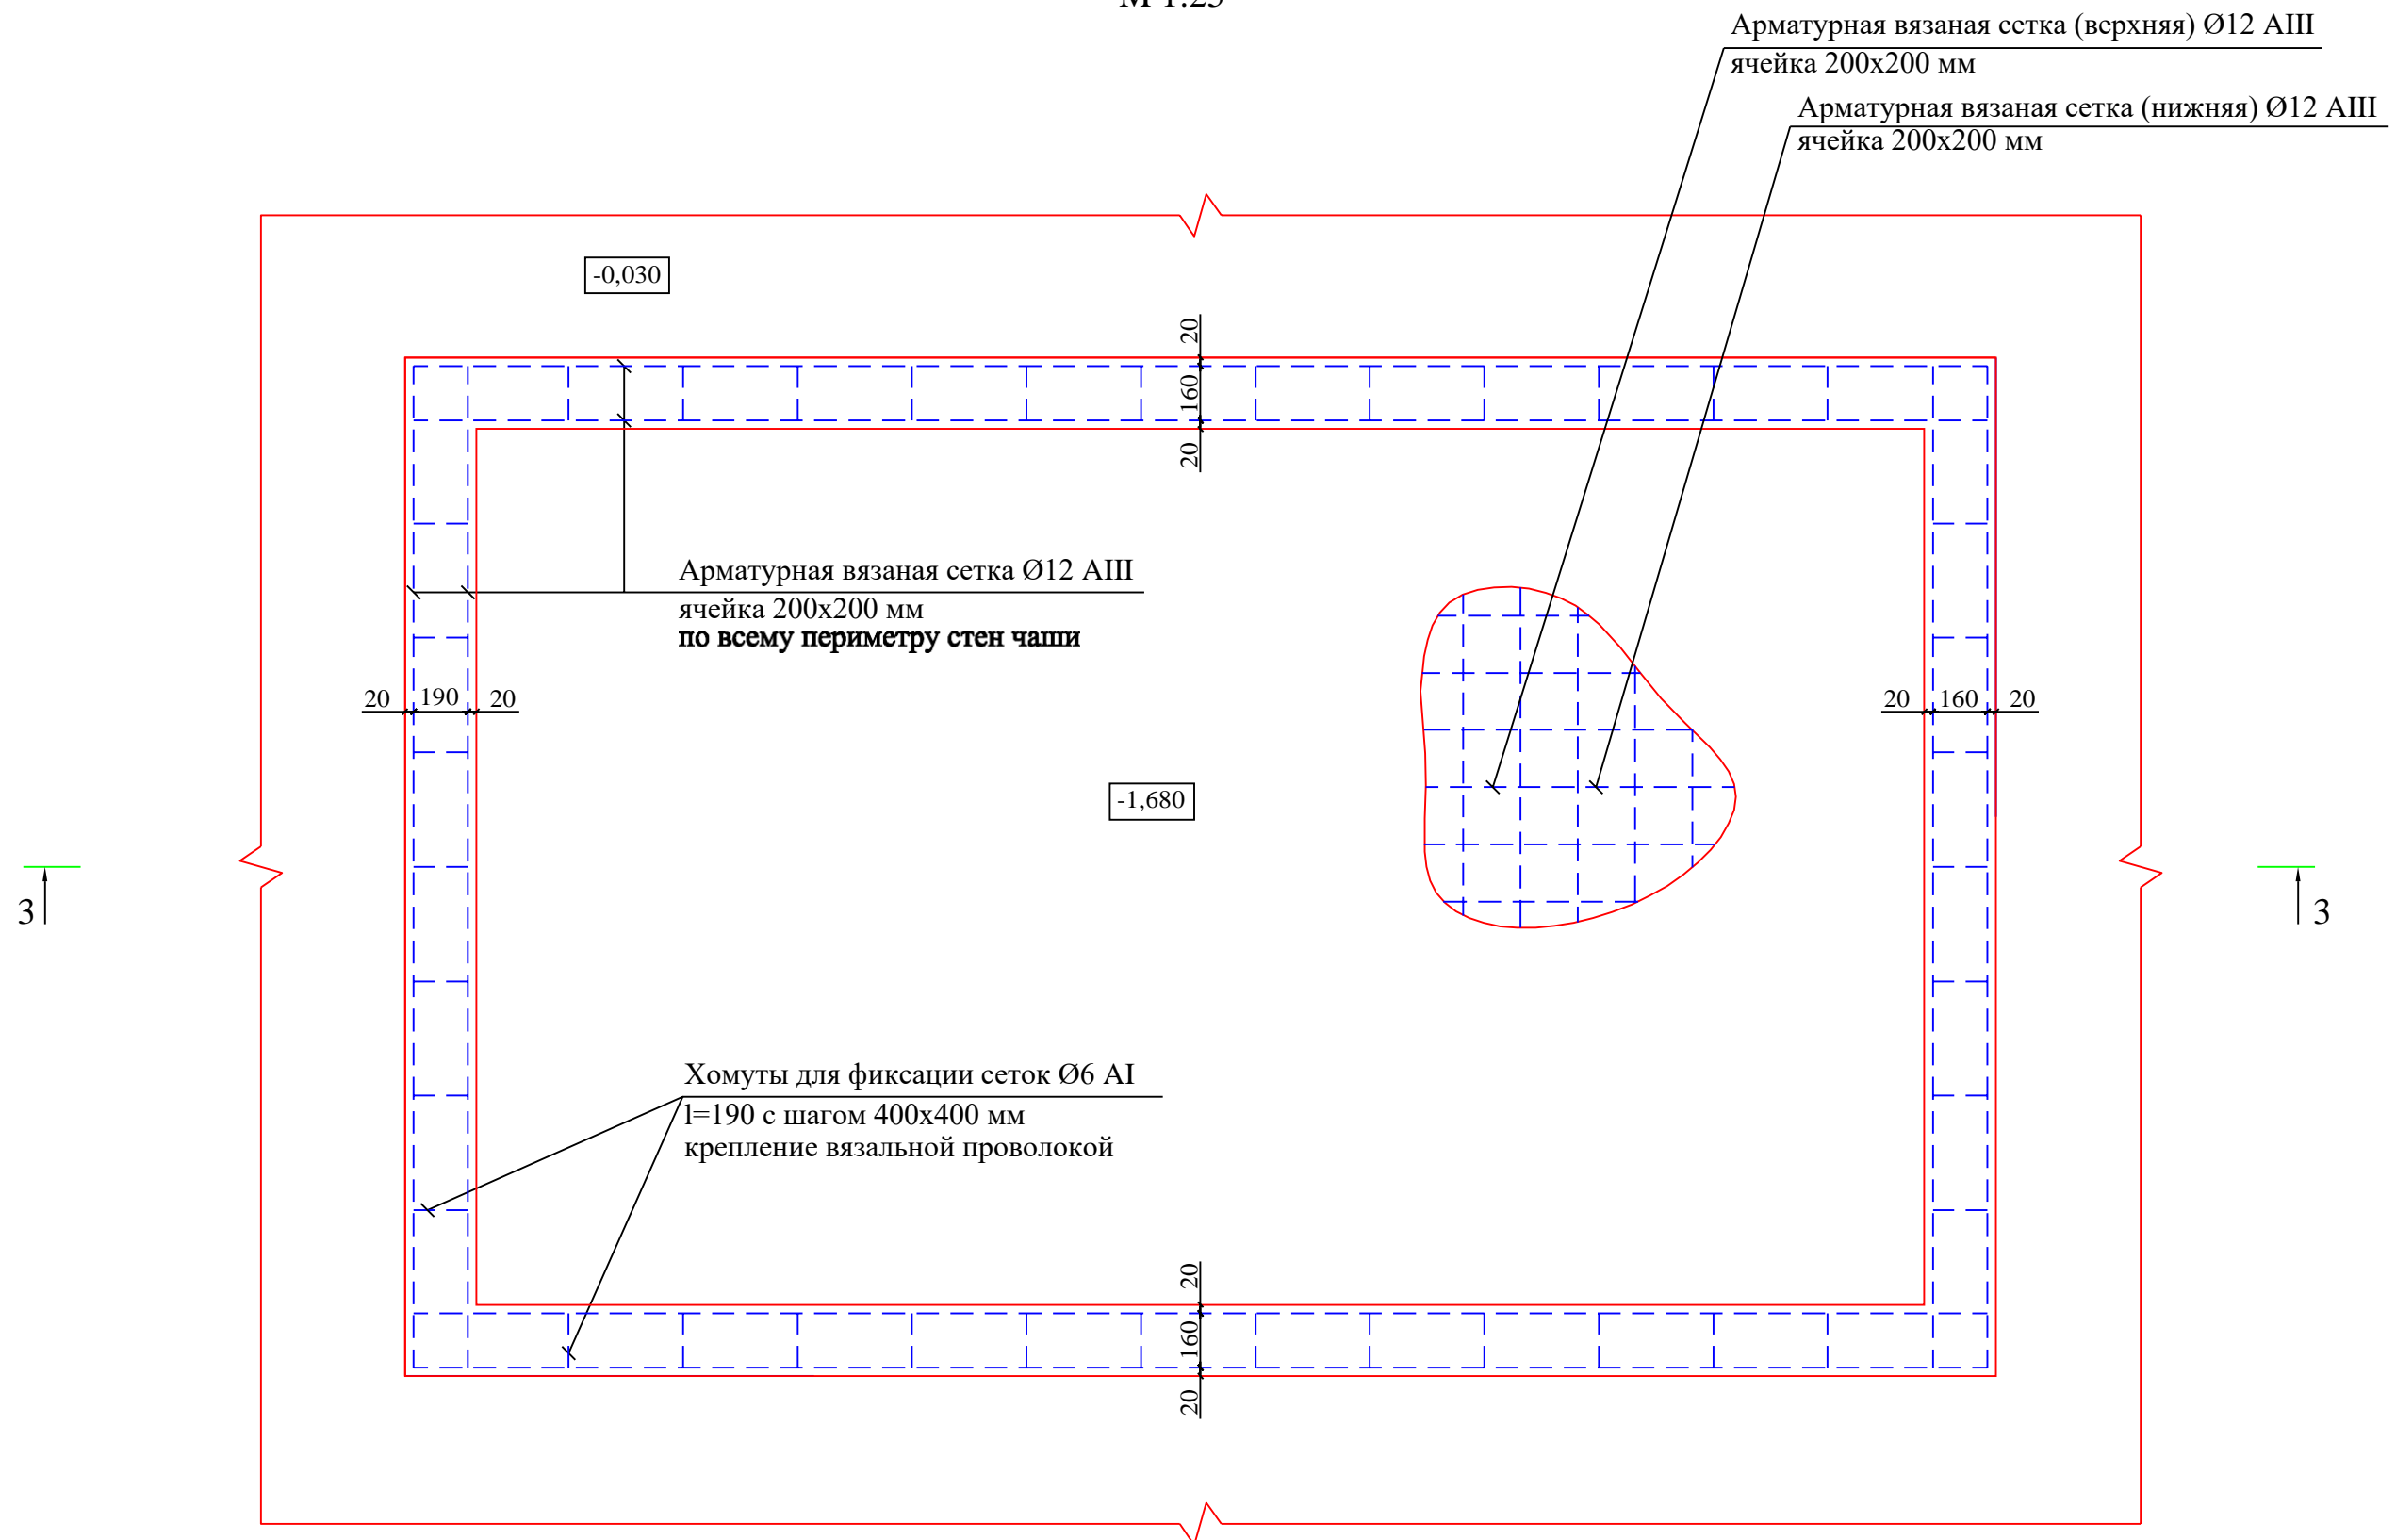 М 1:25
Арматурная вязаная сетка (верхняя) Ø12 АIII
ячейка 200х200 мм
Арматурная вязаная сетка (нижняя) Ø12 АIII
ячейка 200х200 мм
-0,030
20
160
20
Арматурная вязаная сетка Ø12 АIII
ячейка 200х200 мм
по всему периметру стен чаши
20 190 20
20 160 20
-1,680
3
3
Хомуты для фиксации сеток Ø6 АI
l=190 с шагом 400х400 мм
крепление вязальной проволокой
20
160
20